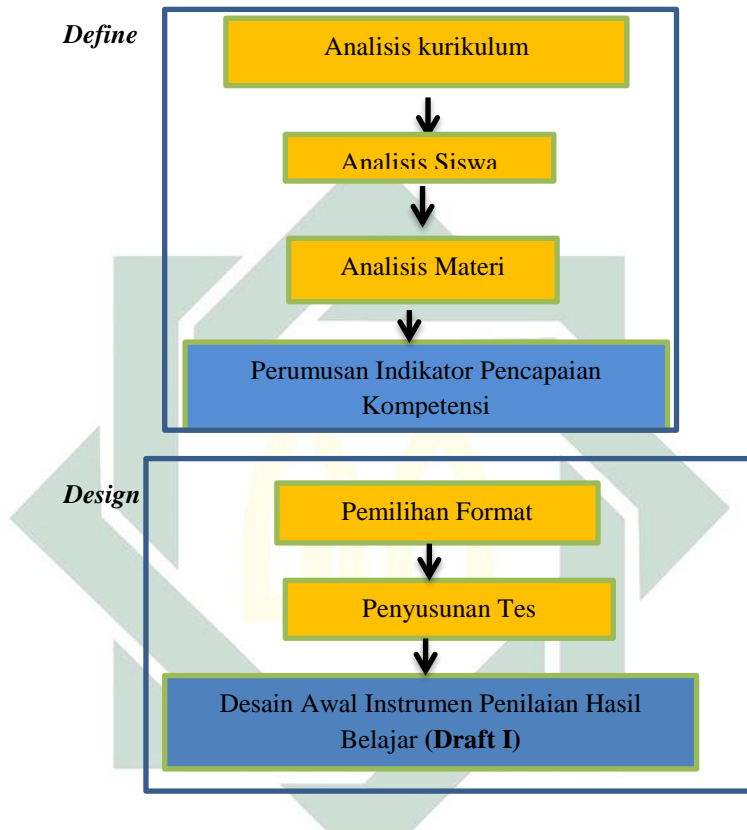 Define
Analisis kurikulum
Analisis Siswa
Analisis Materi
Perumusan Indikator Pencapaian
Kompetensi
Design
Pemilihan Format
Penyusunan Tes
Desain Awal Instrumen Penilaian Hasil
Belajar (Draft I)